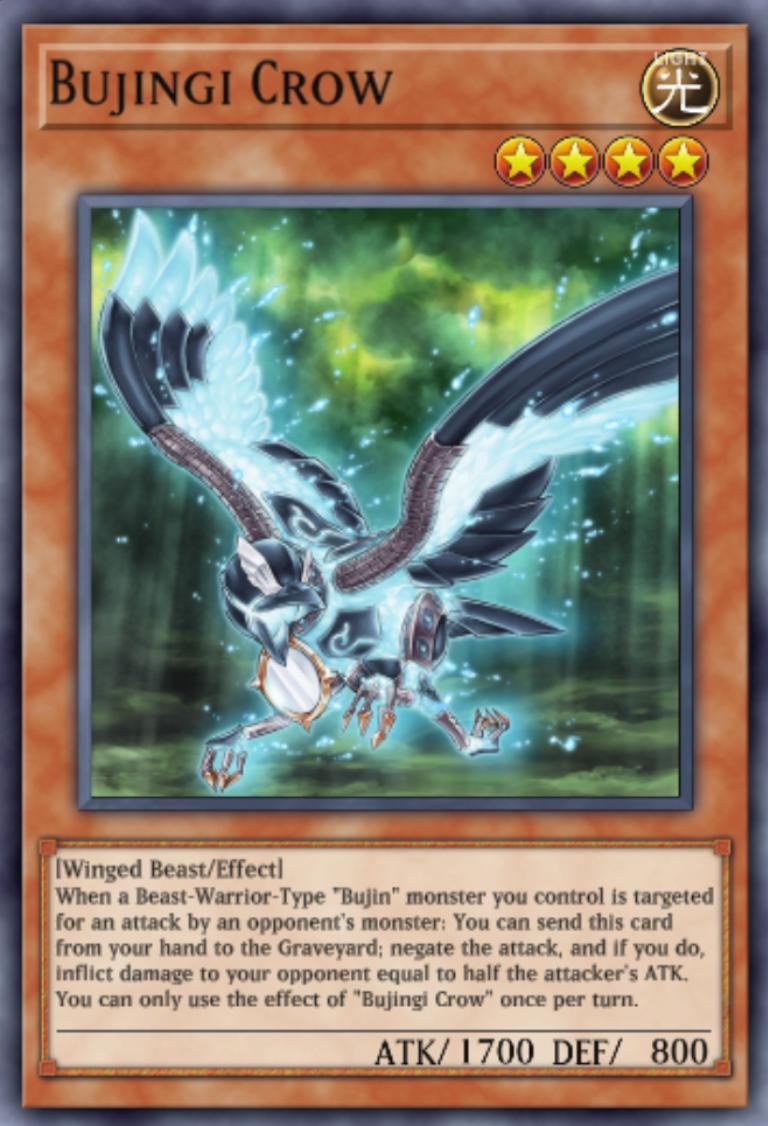 Bujingi Crow
LIGHT
光
[Winged Beast/Effect]
When a Beast-Warrior-Type "Bujin" monster you control is targeted
for an attack by an opponent's monster: You can send this card
from your hand to the Graveyard; negate the attack, and if you do,
inflict damage to your opponent equal to half the attacker's ATK.
You can only use the effect of "Bujingi Crow" once per turn.
ATK/ 1700 DEF/ 800